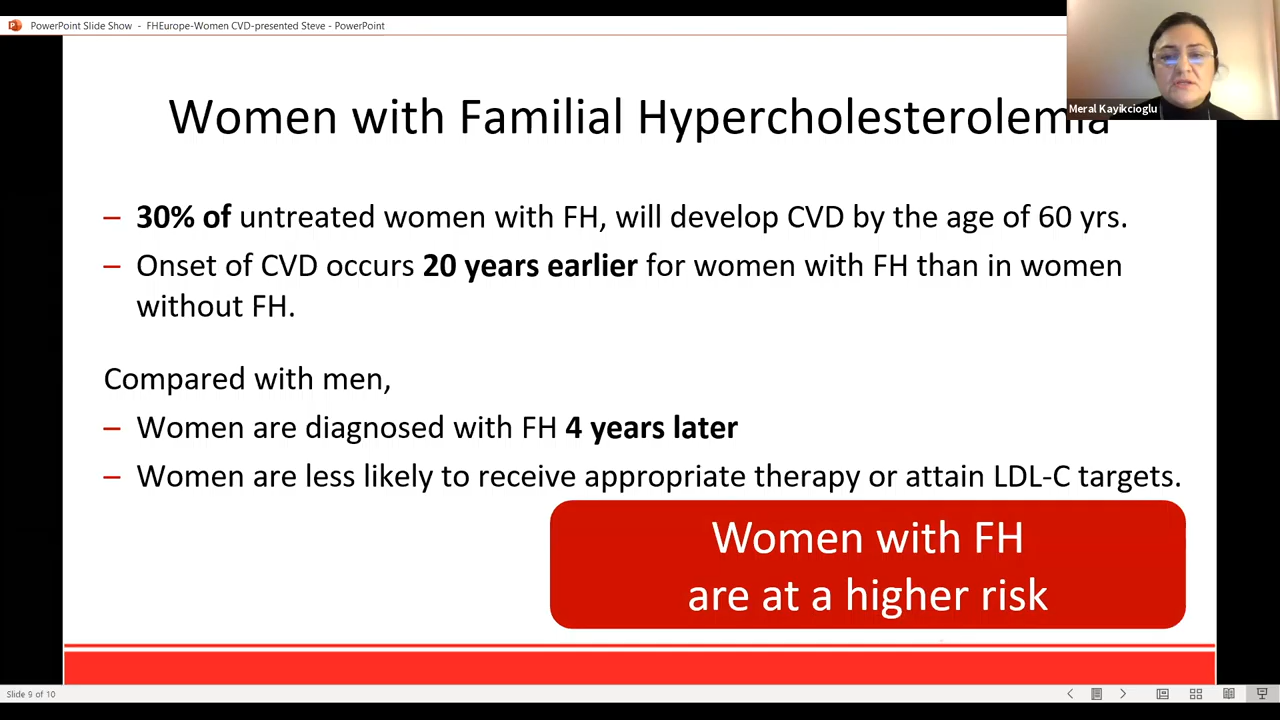 PowerPoint Slide Show - FHEurope-Women CVD-presented Steve - PowerPoint
Meral Kayikcioglu
Women with Familial Hypercholesterolemia
– 30% of untreated women with FH, will develop CVD by the age of 60 yrs.
– Onset of CVD occurs 20 years earlier for women with FH than in women
without FH.
Compared with men,
– Women are diagnosed with FH 4 years later
– Women are less likely to receive appropriate therapy or attain LDL-C targets.
Women with FH
are at a higher risk
Slide 9 of 10